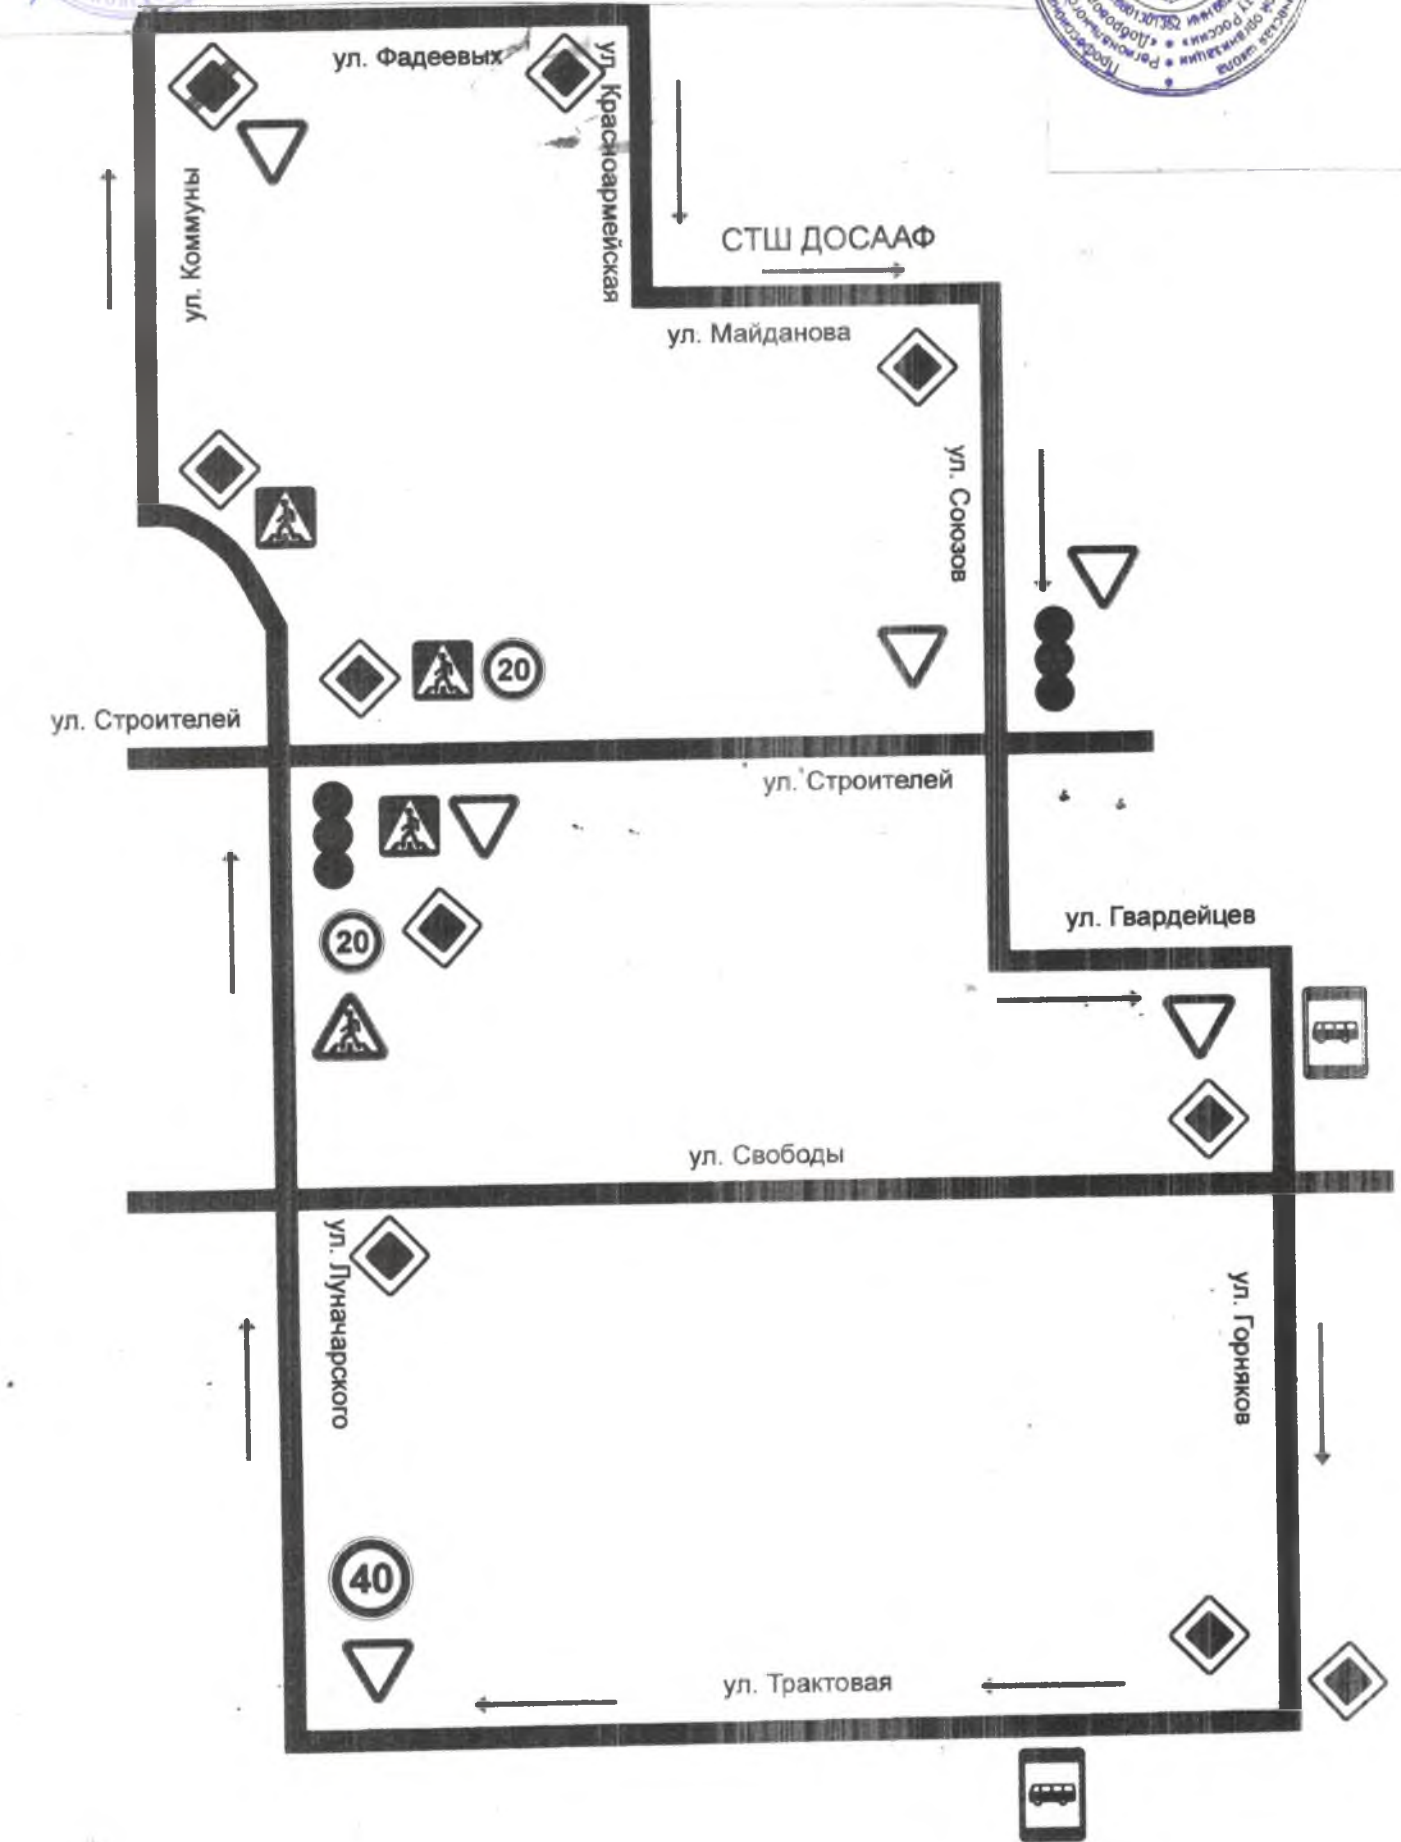 ул. Фадеевых
ул. Красноармейская
ул. Коммуны
СТШ ДОСААФ
ул. Майданова
ул. Союзов
20
ул. Строителей
ул. Строителей
20
ул. Гвардейцев
ул. Свободы
ул. Луначарского
ул. Горняков
40
ул. Трактовая